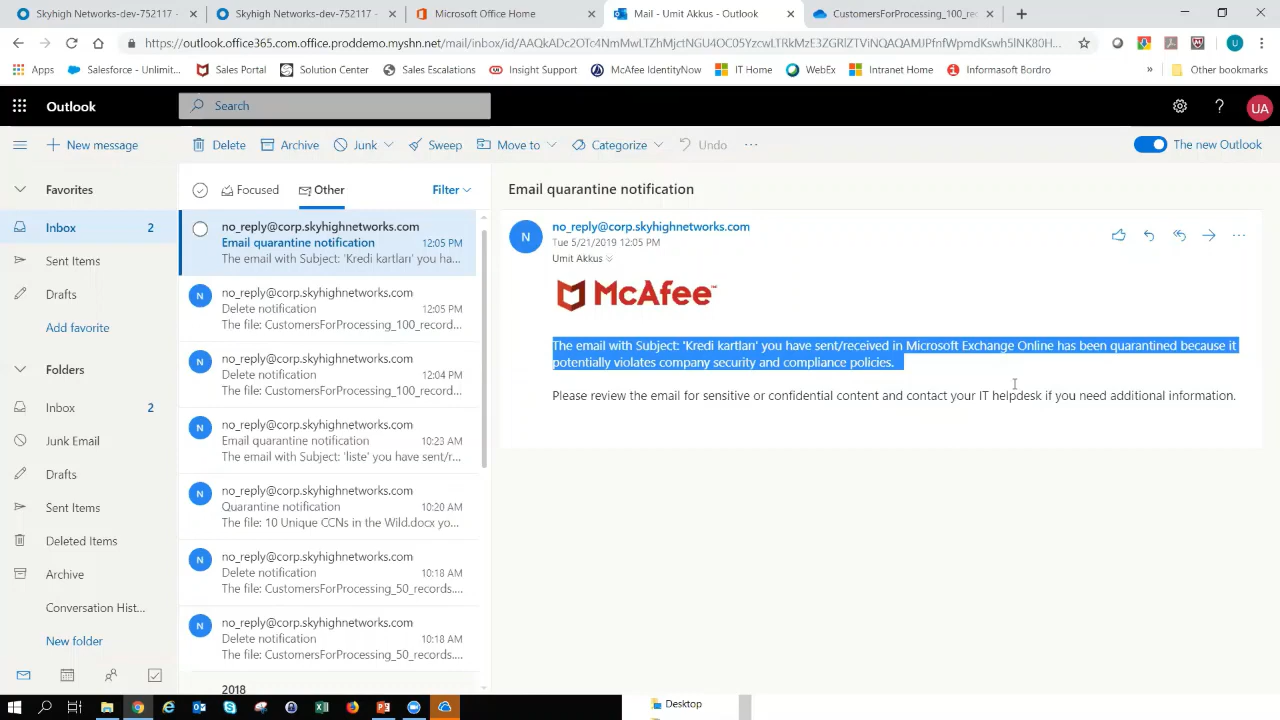 Skyhigh Networks-dev-752117
Skyhigh Networks-dev-752117
Microsoft Office Home
Mail - Umit Akkus - Outlook
CustomersForProcessing_100_rec
https://outlook.office365.com.office.proddemo.myshn.net/mail/inbox/id/
Apps
Salesforce - Unlimit...
Sales Portal
Solution Center
Sales Escalations
Insight Support
McAfee IdentityNow
IT Home
WebEx
Intranet Home
Informasoft Bordro
»
Other bookmarks
Outlook
Search
?
UA
New message
Delete
Archive
Junk
Sweep
Move to
Categorize
Undo
The new Outlook
Favorites
Inbox 2
Sent Items
Drafts
Add favorite
Folders
Inbox 2
Junk Email
Drafts
Sent Items
Deleted Items
Archive
Conversation Hist...
New folder
Focused
Other
Filter
no_reply@corp.skyhighnetworks.com
Email quarantine notification 12:05 PM
The email with Subject: 'Kredi kartları' you ha...
N
no_reply@corp.skyhighnetworks.com
Delete notification 12:05 PM
The file: CustomersForProcessing_100_record...
N
no_reply@corp.skyhighnetworks.com
Delete notification 12:04 PM
The file: CustomersForProcessing_100_record...
N
no_reply@corp.skyhighnetworks.com
Email quarantine notification 10:23 AM
The email with Subject: 'liste' you have sent/r...
N
no_reply@corp.skyhighnetworks.com
Quarantine notification 10:20 AM
The file: 10 Unique CCNs in the Wild.docx yo...
N
no_reply@corp.skyhighnetworks.com
Delete notification 10:18 AM
The file: CustomersForProcessing_50_records....
N
no_reply@corp.skyhighnetworks.com
Delete notification 10:18 AM
The file: CustomersForProcessing_50_records....
2018
Email quarantine notification
N
no_reply@corp.skyhighnetworks.com
Tue 5/21/2019 12:05 PM
Umit Akkus
McAfee™
The email with Subject: 'Kredi kartları' you have sent/received in Microsoft Exchange Online has been quarantined because it
potentially violates company security and compliance policies.
Please review the email for sensitive or confidential content and contact your IT helpdesk if you need additional information.
Desktop